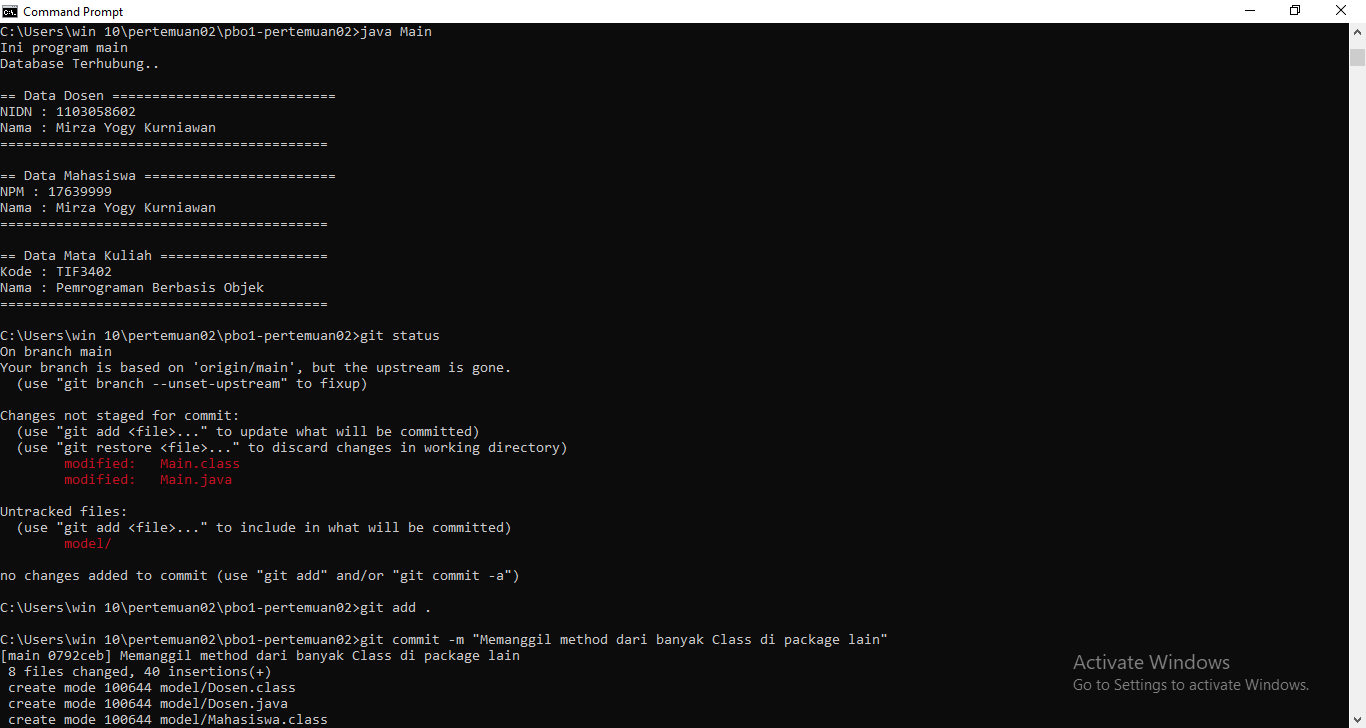 Command Prompt
C:\Users\win 10\pertemuan02\pbo1-pertemuan02>java Main
Ini program main
Database Terhubung..
== Data Dosen ============================
NIDN : 1103058602
Nama : Mirza Yogy Kurniawan
=========================================
== Data Mahasiswa ========================
NPM : 17639999
Nama : Mirza Yogy Kurniawan
=========================================
== Data Mata Kuliah =====================
Kode : TIF3402
Nama : Pemrograman Berbasis Objek
=========================================
C:\Users\win 10\pertemuan02\pbo1-pertemuan02>git status
On branch main
Your branch is based on 'origin/main', but the upstream is gone.
  (use "git branch --unset-upstream" to fixup)
Changes not staged for commit:
  (use "git add <file>..." to update what will be committed)
  (use "git restore <file>..." to discard changes in working directory)
        modified:   Main.class
        modified:   Main.java
Untracked files:
  (use "git add <file>..." to include in what will be committed)
        model/
no changes added to commit (use "git add" and/or "git commit -a")
C:\Users\win 10\pertemuan02\pbo1-pertemuan02>git add .
C:\Users\win 10\pertemuan02\pbo1-pertemuan02>git commit -m "Memanggil method dari banyak Class di package lain"
[main 0792ceb] Memanggil method dari banyak Class di package lain
 8 files changed, 40 insertions(+)
 create mode 100644 model/Dosen.class
 create mode 100644 model/Dosen.java
 create mode 100644 model/Mahasiswa.class
Activate Windows
Go to Settings to activate Windows.